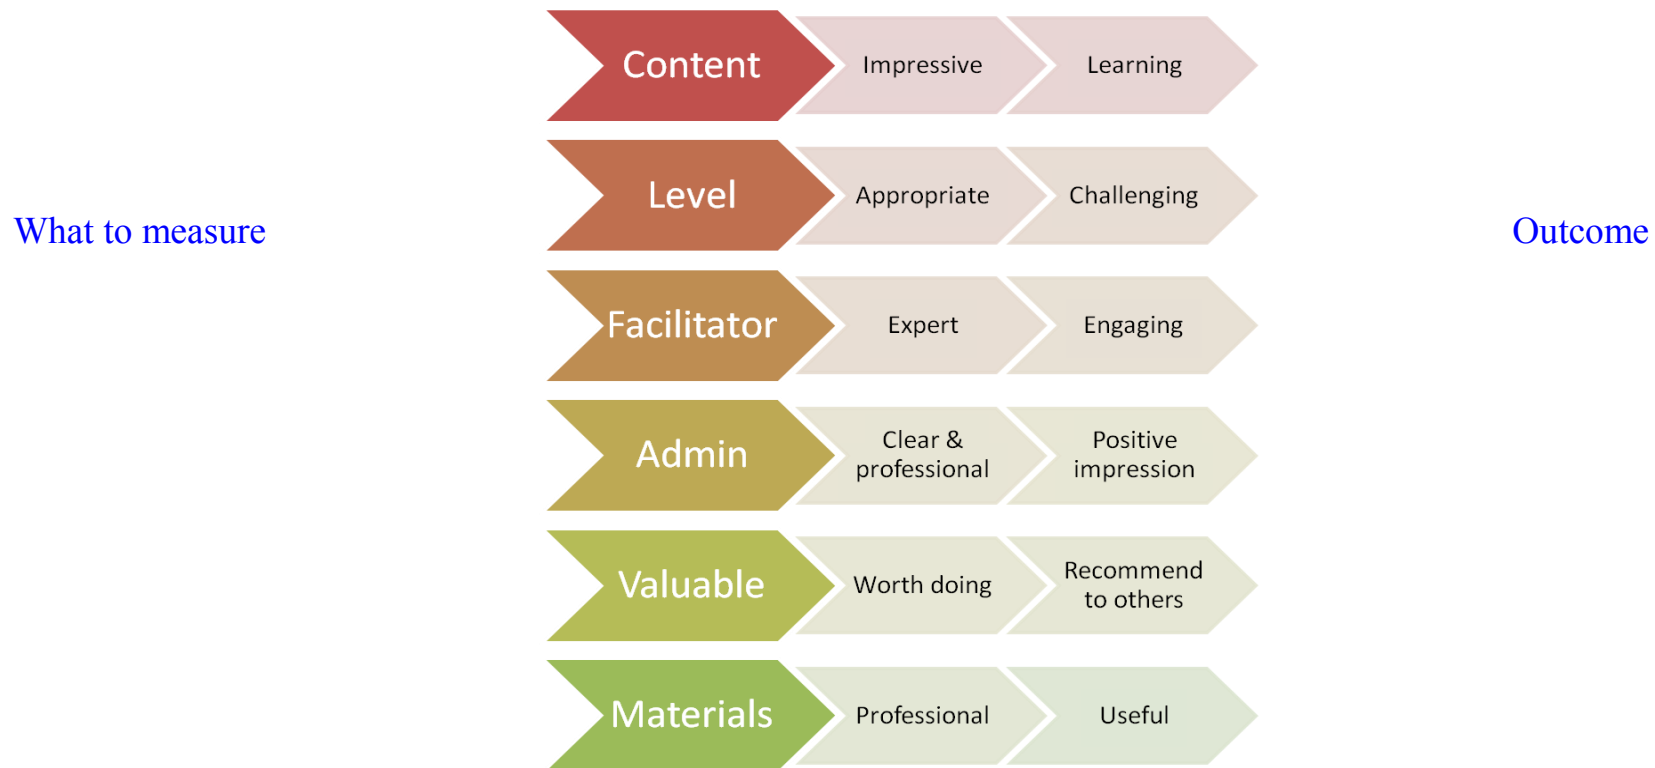 Content
Impressive
Learning
Level
Appropriate
Challenging
What to measure
Outcome
Facilitator
Expert
Engaging
Admin
Clear &
professional
Positive
impression
Valuable
Worth doing
Recommend
to others
Materials
Professional
Useful